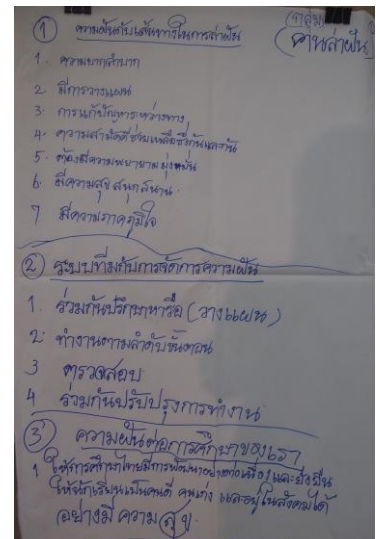 (กลุ่ม
(คนล่าฝัน)
① ความฝันกับเส้นทางในการล่าฝัน
1. ความยากลำบาก
2 มีการวางแผน
3. การแก้ปัญหาระหว่างทาง
4. ความสามัคคีช่วยเหลือซึ่งกันและกัน
5. ต้องมีความพยายามมุ่งมั่น
6. มีความสุขสนุกสนาน.
7 มีความภาคภูมิใจ
② ระบบทีมกับการจัดการความฝัน
1. ร่วมกันปรึกษาหารือ (วางแผน)
2. ทำงานตามลำดับขั้นตอน
3 ตรวจสอบ
4 ร่วมกันปรับปรุงการทำงาน
③ ความฝันต่อการศึกษาของเรา
1 ให้การศึกษาไทยมีการพัฒนาอย่างต่อเนื่อง และยั่งยืน
ให้นักเรียนเป็นคนดี คนเก่ง และอยู่ในสังคมได้
อย่างมีความสุข.